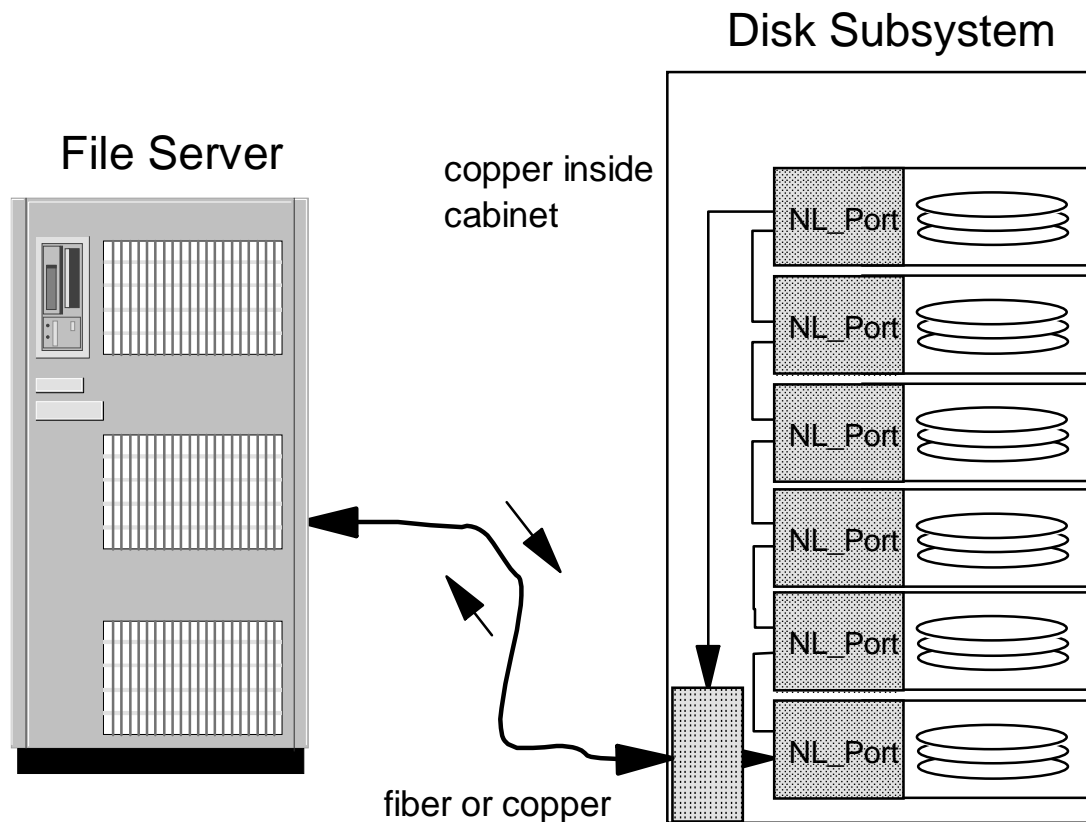 Disk Subsystem
File Server
copper inside
cabinet
NL_Port
NL_Port
NL_Port
NL_Port
NL_Port
NL_Port
fiber or copper